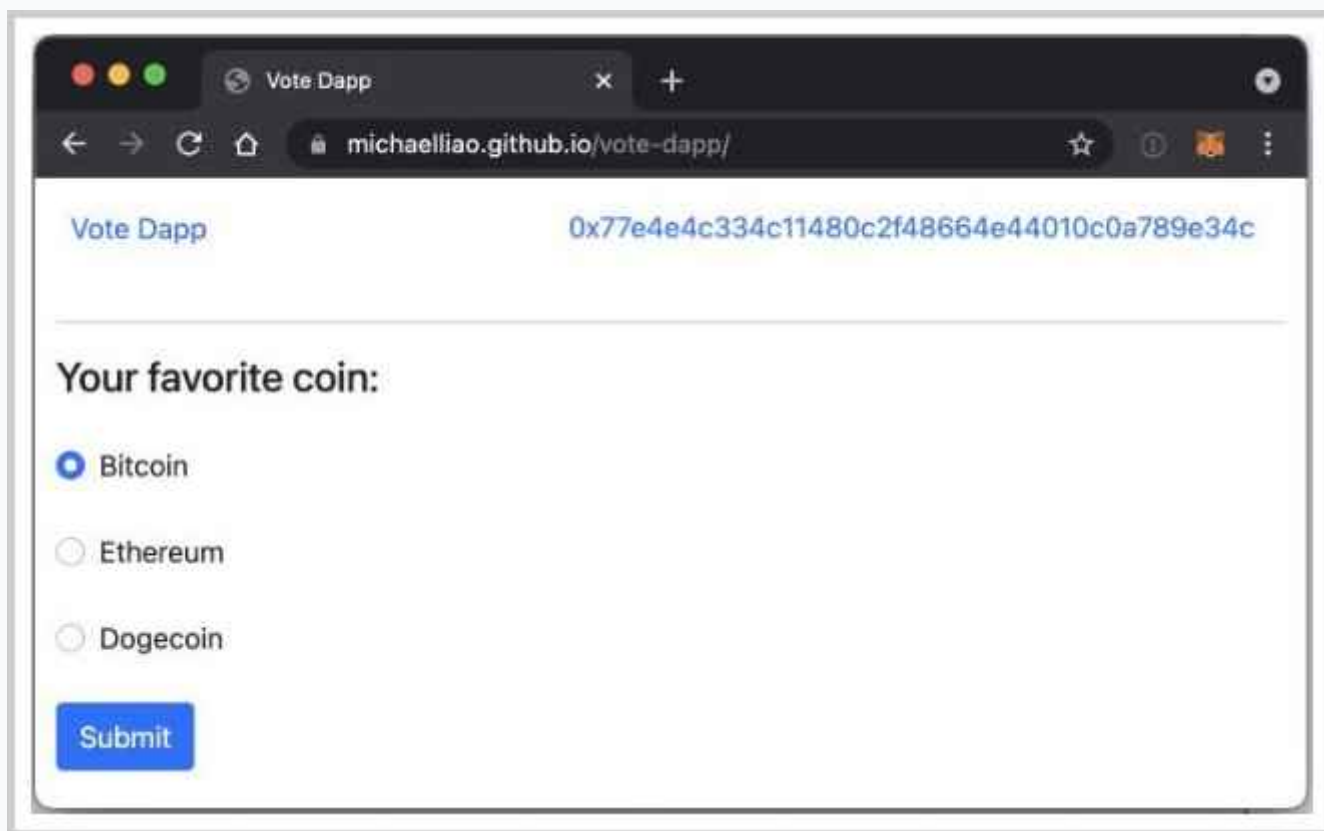 Vote Dapp
michaelliao.github.io/vote-dapp/
Vote Dapp 0x77e4e4c334c11480c2f48664e44010c0a789e34c
Your favorite coin:
Bitcoin
Ethereum
Dogecoin
Submit